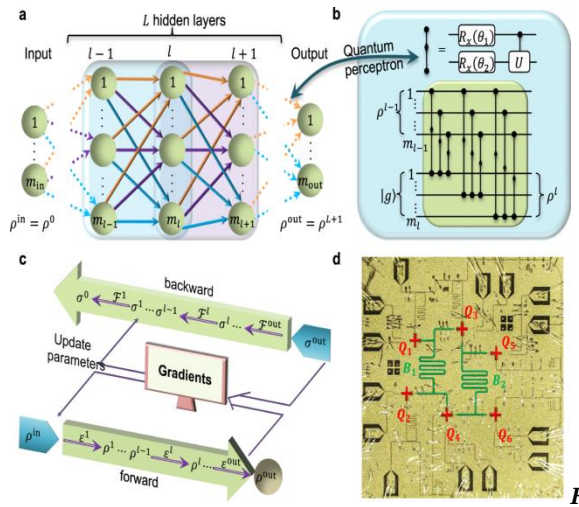 a
L hidden layers
Input
l − 1
l
l + 1
Output
1
1
1
1
1
m_in
m_{l−1}
m_l
m_{l+1}
m_out
ρ^in = ρ^0
ρ^out = ρ^{L+1}
b
Quantum
perceptron
=
R_x(θ_1)
R_x(θ_2)
U
1
ρ^{l−1}
m_{l−1}
1
|g⟩
m_l
ρ^l
c
backward
σ^0 F^1 σ^1 ⋯ σ^{l−1} F^l σ^l ⋯ F^out
σ^out
Update
parameters
Gradients
ρ^in
ε^1 ρ^1 ⋯ ρ^{l−1} ε^l ρ^l ⋯ ε^out
ρ^out
forward
d
Q_3
Q_1
Q_5
B_1
B_2
Q_2
Q_4
Q_6